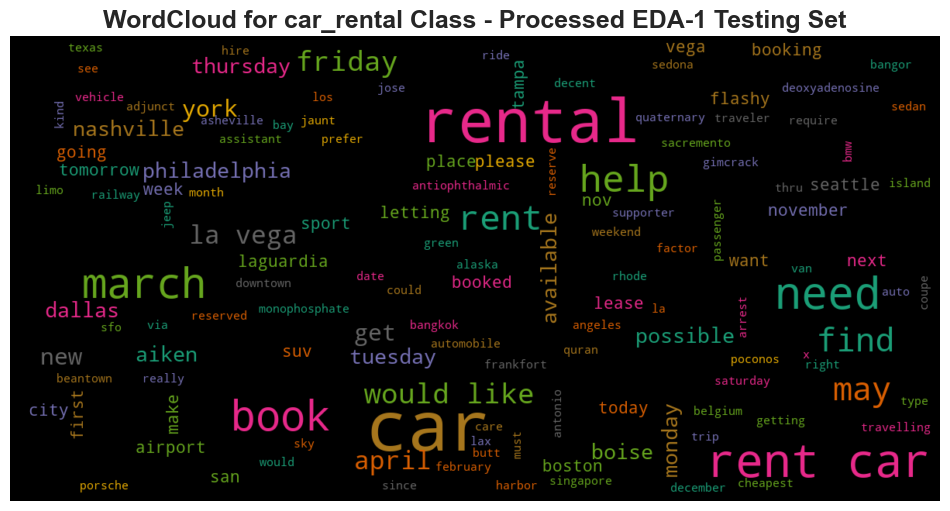 WordCloud for car_rental Class - Processed EDA-1 Testing Set
texas
hire
ride
vega
booking
see
thursday
friday
tampa
sedona
bangor
vehicle
adjunct
los
jose
decent
flashy
deoxyadenosine
kind
york
rental
sedan
nashville
asheville
bay
jaunt
quaternary
traveler
require
assistant
prefer
sacremento
bmw
going
place
please
reserve
gimcrack
tomorrow
philadelphia
help
limo
railway
week
month
antiophthalmic
nov
thru
seattle
island
jeep
sport
letting
rent
supporter
passenger
november
la vega
green
available
weekend
laguardia
alaska
factor
want
next
march
downtown
date
could
booked
rhode
van
need
auto
coupe
dallas
reserved
monophosphate
lease
la
arrest
sfo
via
bangkok
angeles
possible
find
new
aiken
suv
get
automobile
quran
poconos
x
right
tuesday
frankfort
beantown
really
saturday
may
city
first
make
book
would like
antonio
today
belgium
type
car
care
monday
getting
travelling
airport
sky
lax
must
butt
boise
trip
would
april
february
boston
rent car
san
singapore
cheapest
porsche
since
harbor
december